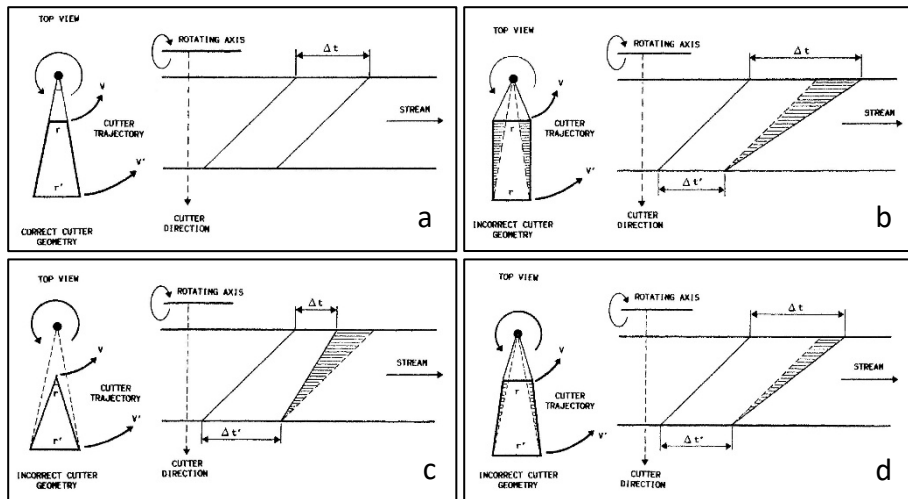 TOP VIEW
ROTATING AXIS
Δt
V
CUTTER
TRAJECTORY
r
STREAM
V'
r'
CORRECT CUTTER
GEOMETRY
CUTTER
DIRECTION
a
TOP VIEW
ROTATING AXIS
Δt
V
CUTTER
TRAJECTORY
r
STREAM
V'
r'
Δt'
INCORRECT CUTTER
GEOMETRY
CUTTER
DIRECTION
b
TOP VIEW
ROTATING AXIS
Δt
V
CUTTER
TRAJECTORY
r
STREAM
V'
r'
Δt'
INCORRECT CUTTER
GEOMETRY
CUTTER
DIRECTION
c
TOP VIEW
ROTATING AXIS
Δt
V
CUTTER
TRAJECTORY
r
STREAM
V'
r'
Δt'
INCORRECT CUTTER
GEOMETRY
CUTTER
DIRECTION
d